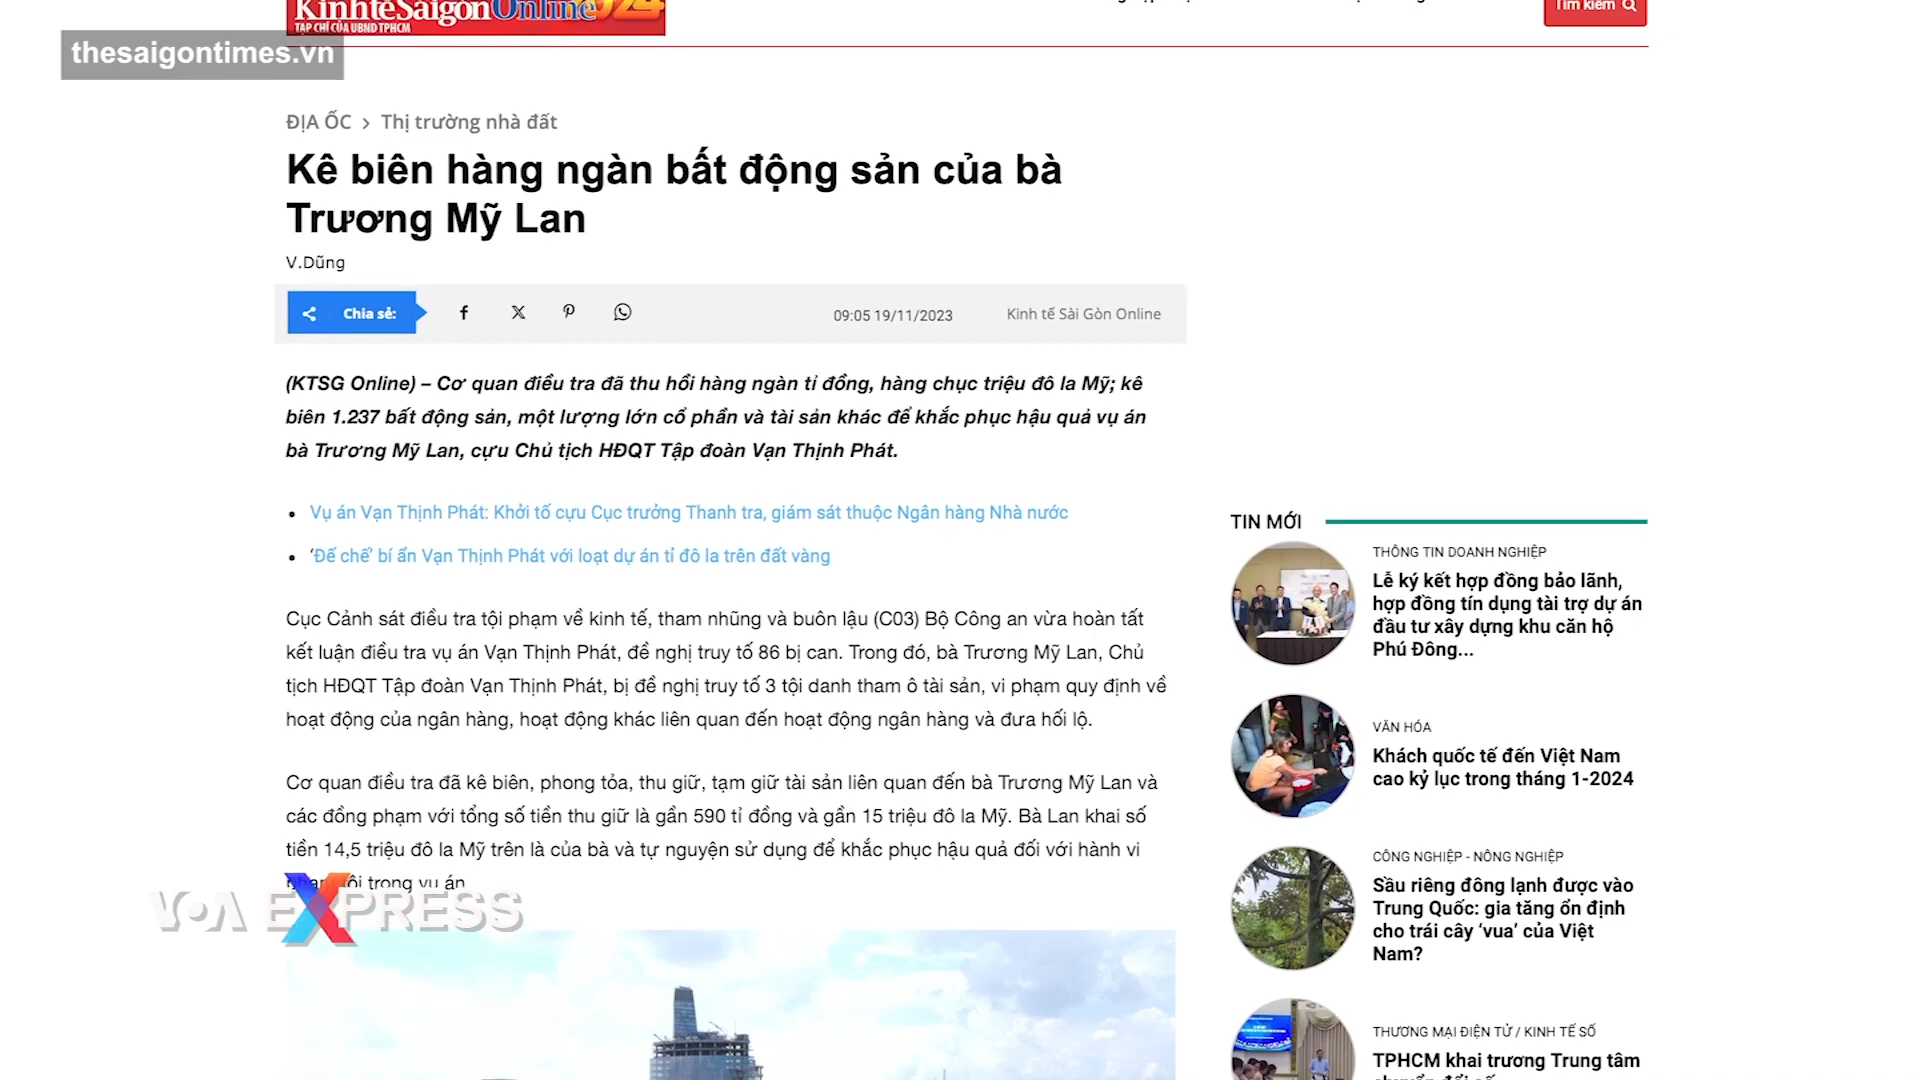 KinhtếSàigònOnline
TẠP CHÍ CỦA UBND TPHCM
Tìm kiếm
thesaigontimes.vn
ĐỊA ỐC › Thị trường nhà đất
Kê biên hàng ngàn bất động sản của bà
Trương Mỹ Lan
V.Dũng
Chia sẻ:
09:05 19/11/2023
Kinh tế Sài Gòn Online
(KTSG Online) – Cơ quan điều tra đã thu hồi hàng ngàn tỉ đồng, hàng chục triệu đô la Mỹ; kê
biên 1.237 bất động sản, một lượng lớn cổ phần và tài sản khác để khắc phục hậu quả vụ án
bà Trương Mỹ Lan, cựu Chủ tịch HĐQT Tập đoàn Vạn Thịnh Phát.
• Vụ án Vạn Thịnh Phát: Khởi tố cựu Cục trưởng Thanh tra, giám sát thuộc Ngân hàng Nhà nước
• ‘Đế chế’ bí ẩn Vạn Thịnh Phát với loạt dự án tỉ đô la trên đất vàng
Cục Cảnh sát điều tra tội phạm về kinh tế, tham nhũng và buôn lậu (C03) Bộ Công an vừa hoàn tất
kết luận điều tra vụ án Vạn Thịnh Phát, đề nghị truy tố 86 bị can. Trong đó, bà Trương Mỹ Lan, Chủ
tịch HĐQT Tập đoàn Vạn Thịnh Phát, bị đề nghị truy tố 3 tội danh tham ô tài sản, vi phạm quy định về
hoạt động của ngân hàng, hoạt động khác liên quan đến hoạt động ngân hàng và đưa hối lộ.
Cơ quan điều tra đã kê biên, phong tỏa, thu giữ, tạm giữ tài sản liên quan đến bà Trương Mỹ Lan và
các đồng phạm với tổng số tiền thu giữ là gần 590 tỉ đồng và gần 15 triệu đô la Mỹ. Bà Lan khai số
tiền 14,5 triệu đô la Mỹ trên là của bà và tự nguyện sử dụng để khắc phục hậu quả đối với hành vi
phạm tội trong vụ án
VOA EXPRESS
TIN MỚI
THÔNG TIN DOANH NGHIỆP
Lễ ký kết hợp đồng bảo lãnh,
hợp đồng tín dụng tài trợ dự án
đầu tư xây dựng khu căn hộ
Phú Đông...
VĂN HÓA
Khách quốc tế đến Việt Nam
cao kỷ lục trong tháng 1-2024
CÔNG NGHIỆP - NÔNG NGHIỆP
Sầu riêng đông lạnh được vào
Trung Quốc: gia tăng ổn định
cho trái cây ‘vua’ của Việt
Nam?
THƯƠNG MẠI ĐIỆN TỬ / KINH TẾ SỐ
TPHCM khai trương Trung tâm